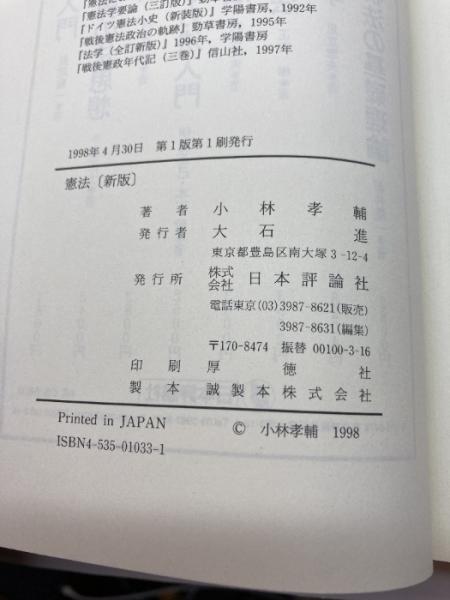 『憲法学要論（三訂版）』勁草書房
『ドイツ憲法小史（新装版）』学陽書房，1992年
『戦後憲法政治の軌跡』勁草書房，1995年
『法学（全訂新版）』1996年，学陽書房
『戦後憲政年代記（三巻）』信山社，1997年
1998年4月30日　第1版第1刷発行
憲法〔新版〕
著者　小林孝輔
発行者　大石進
東京都豊島区南大塚3-12-4
発行所　株式会社　日本評論社
電話東京(03)3987-8621(販売)
3987-8631(編集)
〒170-8474　振替 00100-3-16
印刷　厚徳社
製本　誠製本株式会社
Printed in JAPAN　© 小林孝輔 1998
ISBN4-535-01033-1